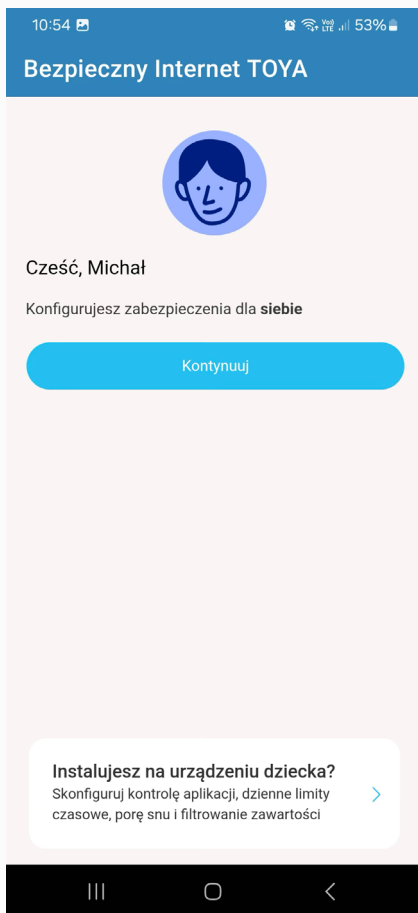 10:54 53%
Bezpieczny Internet TOYA
Cześć, Michał
Konfigurujesz zabezpieczenia dla siebie
Kontynuuj
Instalujesz na urządzeniu dziecka?
Skonfiguruj kontrolę aplikacji, dzienne limity
czasowe, porę snu i filtrowanie zawartości